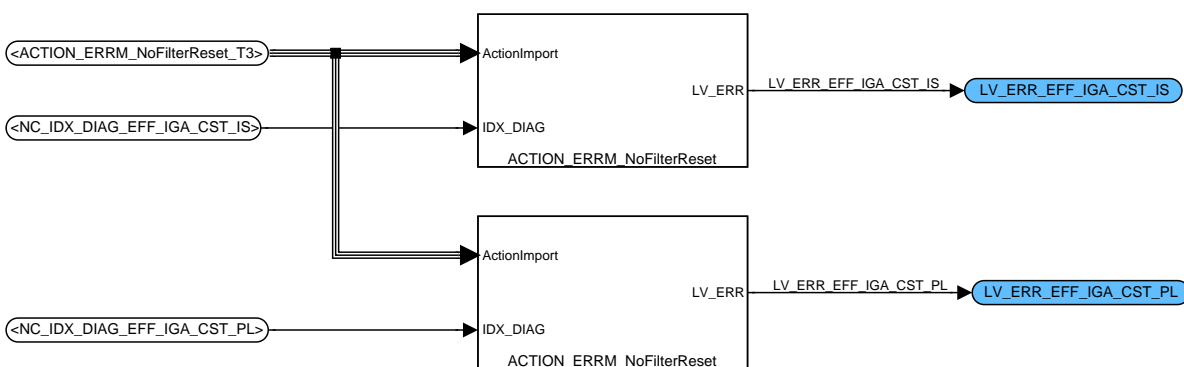 <ACTION_ERRM_NoFilterReset_T3>
ActionImport
LV_ERR
LV_ERR_EFF_IGA_CST_IS
LV_ERR_EFF_IGA_CST_IS
<NC_IDX_DIAG_EFF_IGA_CST_IS>
IDX_DIAG
ACTION_ERRM_NoFilterReset
ActionImport
LV_ERR
LV_ERR_EFF_IGA_CST_PL
LV_ERR_EFF_IGA_CST_PL
<NC_IDX_DIAG_EFF_IGA_CST_PL>
IDX_DIAG
ACTION_ERRM_NoFilterReset